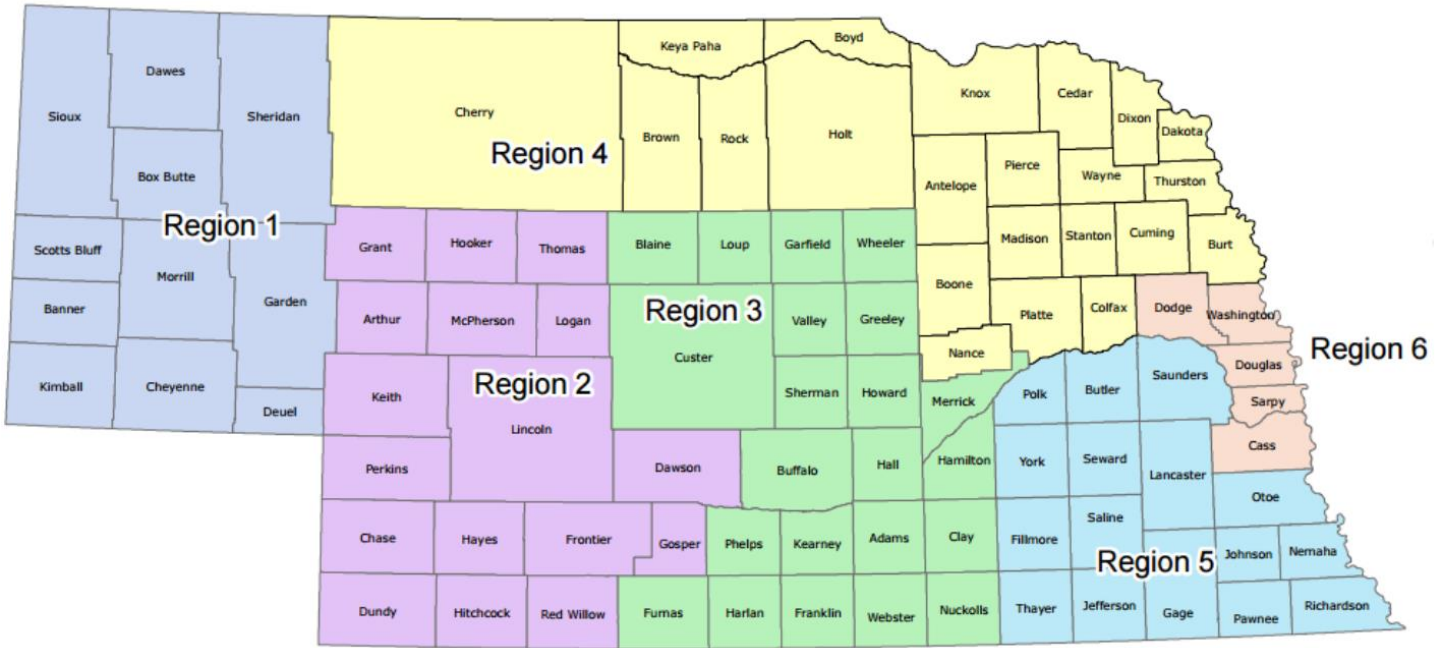 Sioux
Dawes
Sheridan
Box Butte
Region 1
Scotts Bluff
Morrill
Garden
Banner
Kimball
Cheyenne
Deuel
Cherry
Keya Paha
Boyd
Brown
Rock
Holt
Region 4
Knox
Cedar
Dixon
Dakota
Antelope
Pierce
Wayne
Thurston
Madison
Stanton
Cuming
Burt
Boone
Platte
Colfax
Nance
Grant
Hooker
Thomas
Arthur
McPherson
Logan
Region 2
Keith
Lincoln
Perkins
Dawson
Chase
Hayes
Frontier
Gosper
Dundy
Hitchcock
Red Willow
Blaine
Loup
Garfield
Wheeler
Region 3
Custer
Valley
Greeley
Sherman
Howard
Merrick
Buffalo
Hall
Hamilton
Phelps
Kearney
Adams
Clay
Furnas
Harlan
Franklin
Webster
Nuckolls
Dodge
Washington
Douglas
Region 6
Sarpy
Cass
Polk
Butler
Saunders
York
Seward
Lancaster
Otoe
Fillmore
Saline
Region 5
Johnson
Nemaha
Thayer
Jefferson
Gage
Pawnee
Richardson